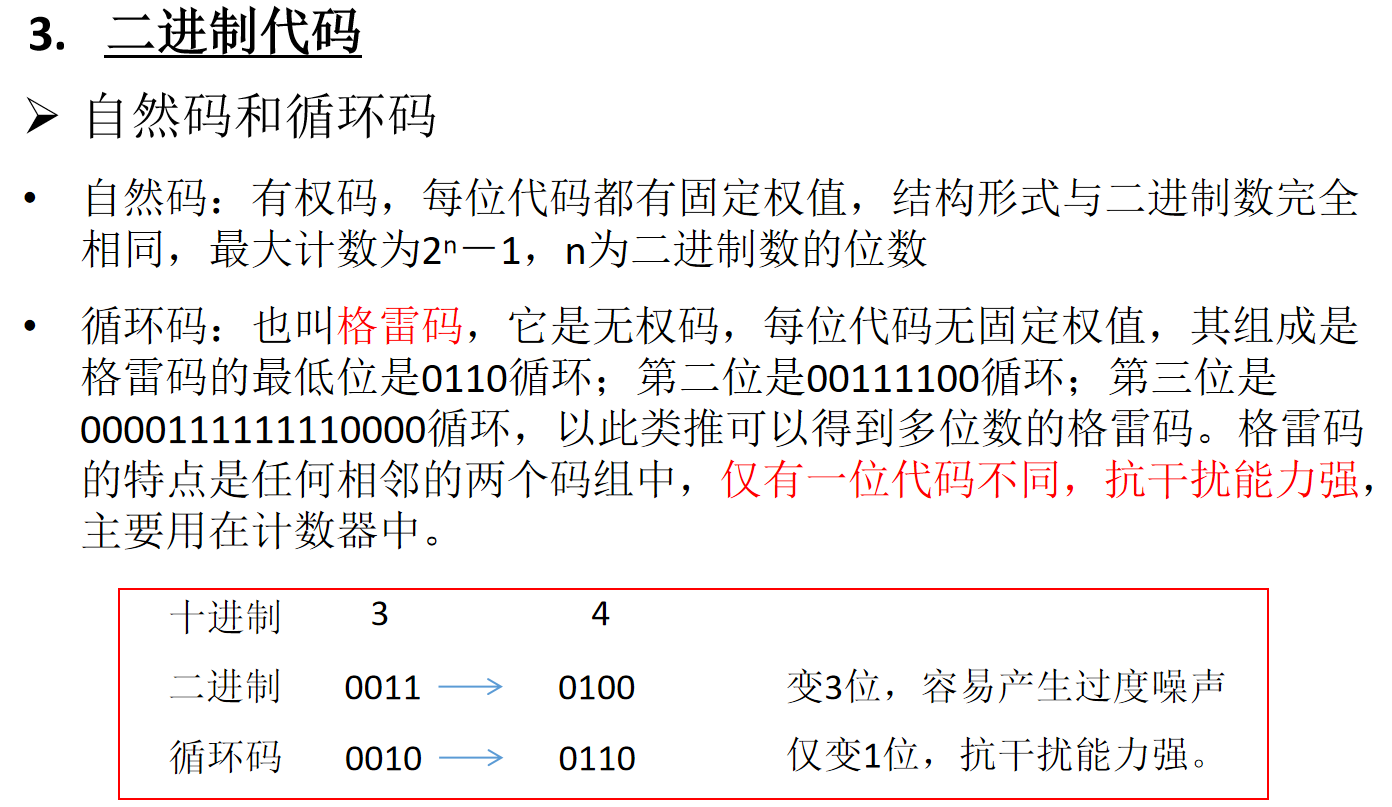 3. 二进制代码
➢ 自然码和循环码
• 自然码：有权码，每位代码都有固定权值，结构形式与二进制数完全
相同，最大计数为2ⁿ－1，n为二进制数的位数
• 循环码：也叫格雷码，它是无权码，每位代码无固定权值，其组成是
格雷码的最低位是0110循环；第二位是00111100循环；第三位是
0000111111110000循环，以此类推可以得到多位数的格雷码。格雷码
的特点是任何相邻的两个码组中，仅有一位代码不同，抗干扰能力强，
主要用在计数器中。
十进制 3 4
二进制 0011 → 0100 变3位，容易产生过度噪声
循环码 0010 → 0110 仅变1位，抗干扰能力强。